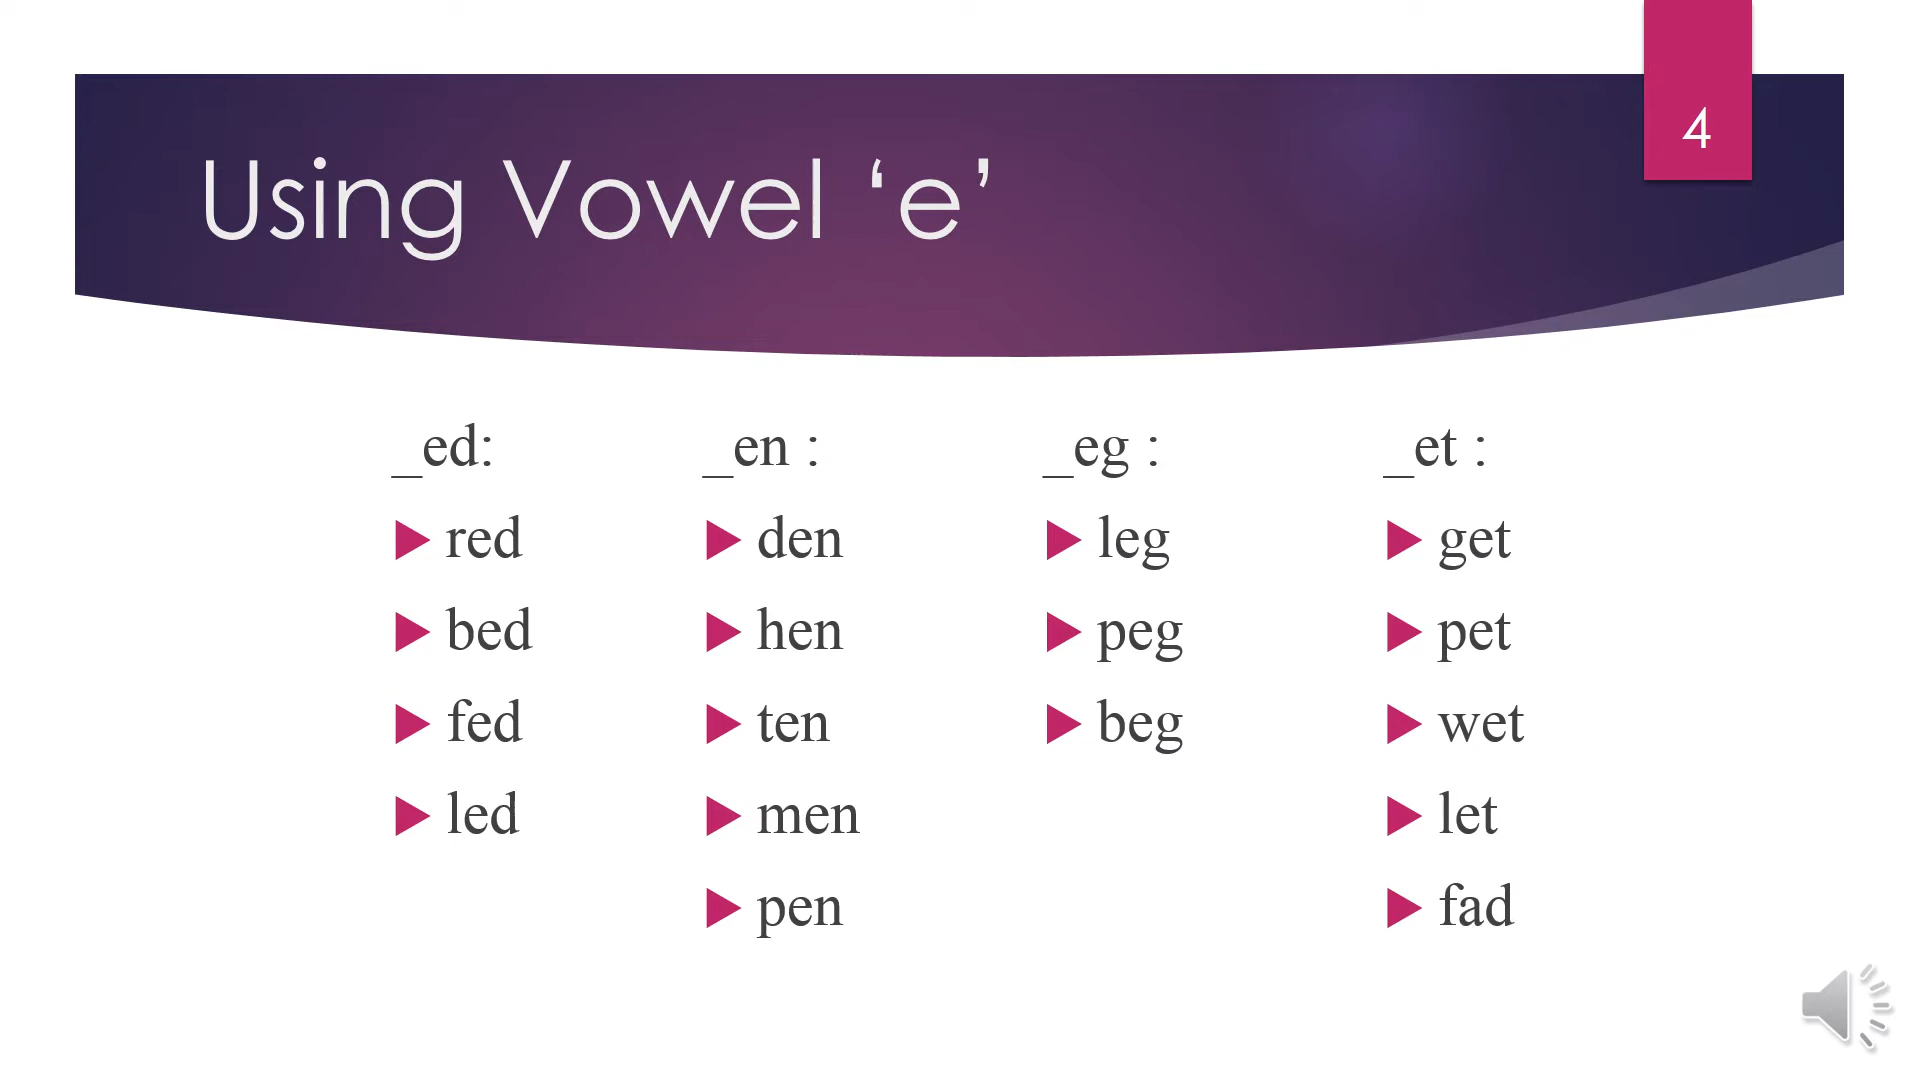 4
Using Vowel ‘e’
_ed:
red
bed
fed
led
_en :
den
hen
ten
men
pen
_eg :
leg
peg
beg
_et :
get
pet
wet
let
fad